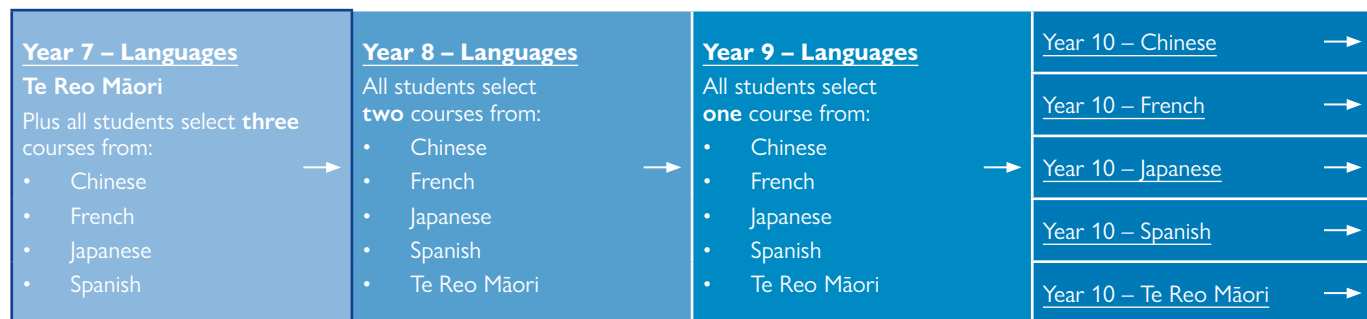 Year 7 – Languages
Te Reo Māori
Plus all students select three
courses from:
• Chinese
• French
• Japanese
• Spanish
Year 8 – Languages
All students select
two courses from:
• Chinese
• French
• Japanese
• Spanish
• Te Reo Māori
Year 9 – Languages
All students select
one course from:
• Chinese
• French
• Japanese
• Spanish
• Te Reo Māori
Year 10 – Chinese
Year 10 – French
Year 10 – Japanese
Year 10 – Spanish
Year 10 – Te Reo Māori